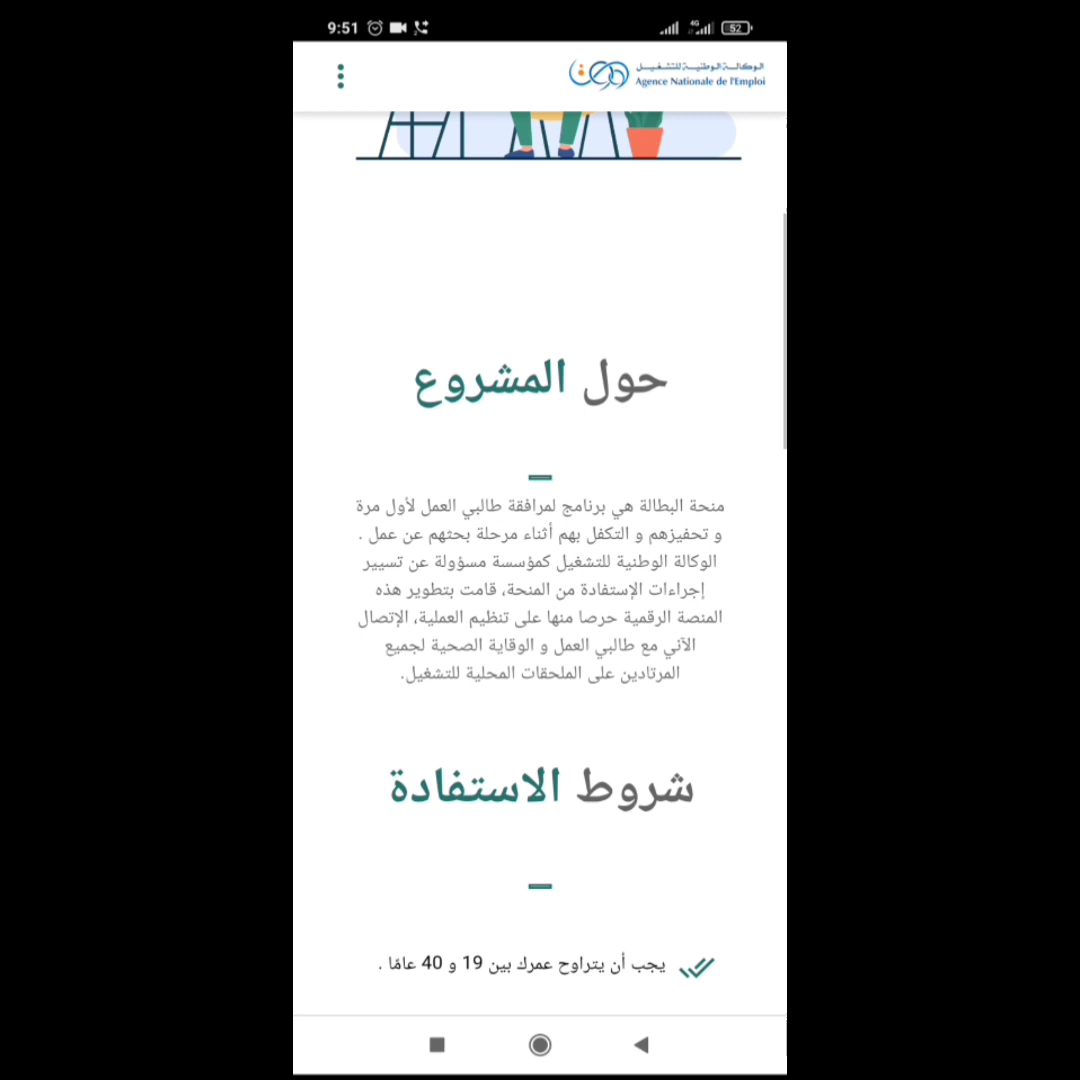 9:51
4G
52
الوكالة الوطنية للتشغيل
Agence Nationale de l'Emploi
حول المشروع
منحة البطالة هي برنامج لمرافقة طالبي العمل لأول مرة
و تحفيزهم و التكفل بهم أثناء مرحلة بحثهم عن عمل .
الوكالة الوطنية للتشغيل كمؤسسة مسؤولة عن تسيير
إجراءات الإستفادة من المنحة، قامت بتطوير هذه
المنصة الرقمية حرصا منها على تنظيم العملية، الإتصال
الآني مع طالبي العمل و الوقاية الصحية لجميع
المرتادين على الملحقات المحلية للتشغيل.
شروط الاستفادة
يجب أن يتراوح عمرك بين 19 و 40 عامًا .